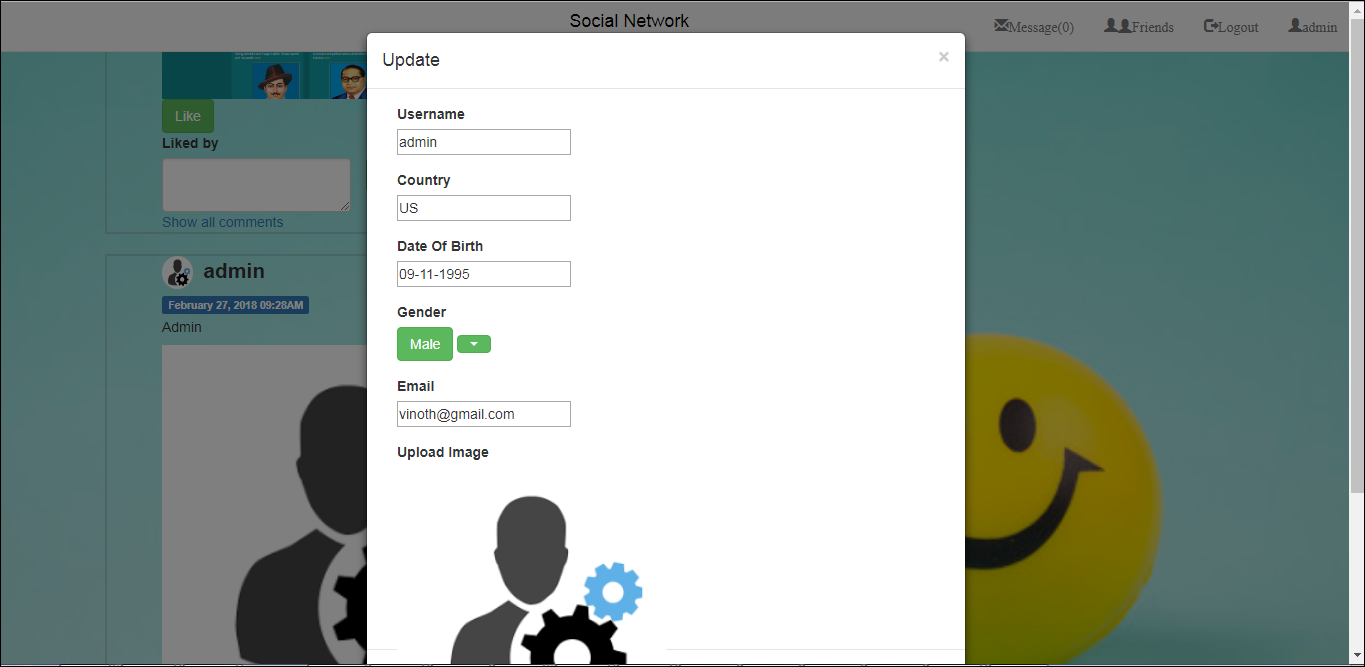 Social Network
Message(0) Friends Logout admin
Update ×
Username
admin
Country
US
Date Of Birth
09-11-1995
Gender
Male
Email
vinoth@gmail.com
Upload Image
Like
Liked by
Show all comments
admin
February 27, 2018 09:28AM
Admin